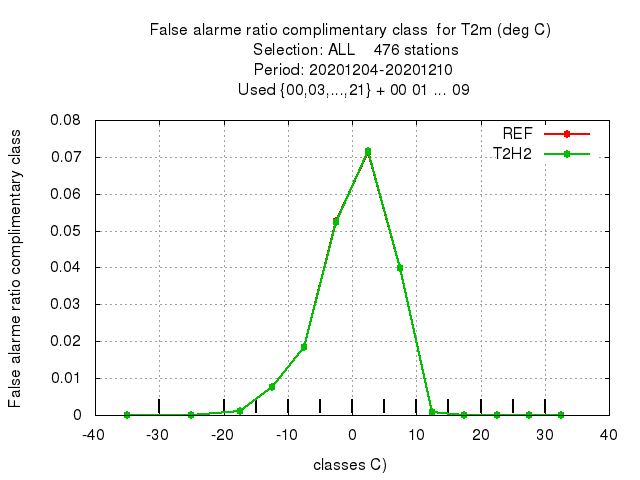 False alarme ratio complimentary class  for T2m (deg C)
Selection: ALL    476 stations
Period: 20201204-20201210
Used {00,03,...,21} + 00 01 ... 09
False alarme ratio complimentary class
0.08
0.07
0.06
0.05
0.04
0.03
0.02
0.01
0
REF
T2H2
-40 -30 -20 -10 0 10 20 30 40
classes C)